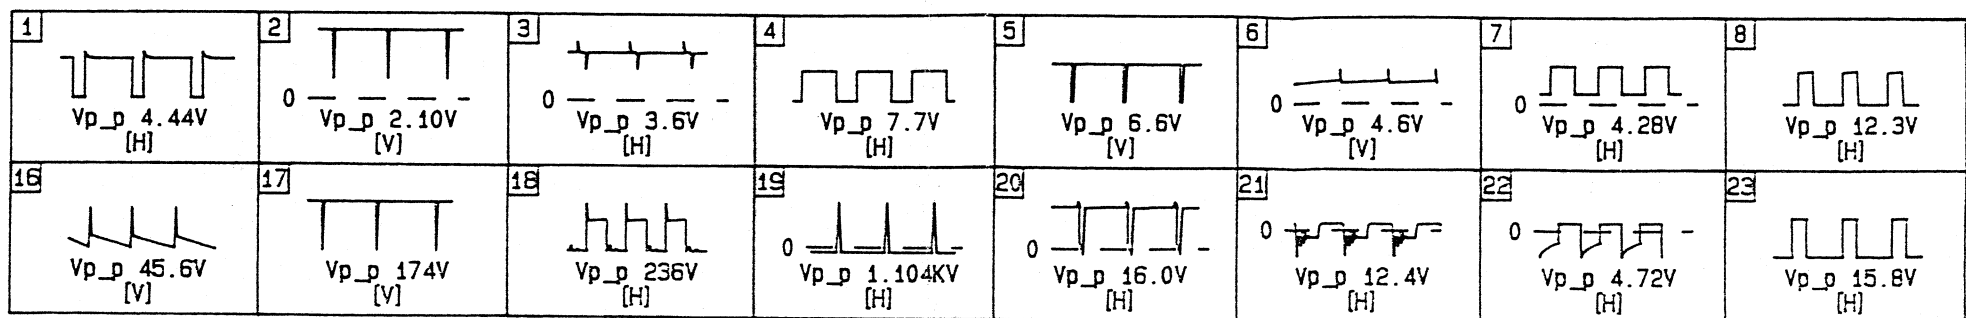 1
Vp_p 4.44V
[H]
2
0
Vp_p 2.10V
[V]
3
0
Vp_p 3.6V
[H]
4
Vp_p 7.7V
[H]
5
Vp_p 6.6V
[V]
6
0
Vp_p 4.6V
[V]
7
0
Vp_p 4.28V
[H]
8
Vp_p 12.3V
[H]
16
Vp_p 45.6V
[V]
17
Vp_p 174V
[V]
18
Vp_p 236V
[H]
19
0
Vp_p 1.104KV
[H]
20
0
Vp_p 16.0V
[H]
21
0
Vp_p 12.4V
[H]
22
0
Vp_p 4.72V
[H]
23
Vp_p 15.8V
[H]